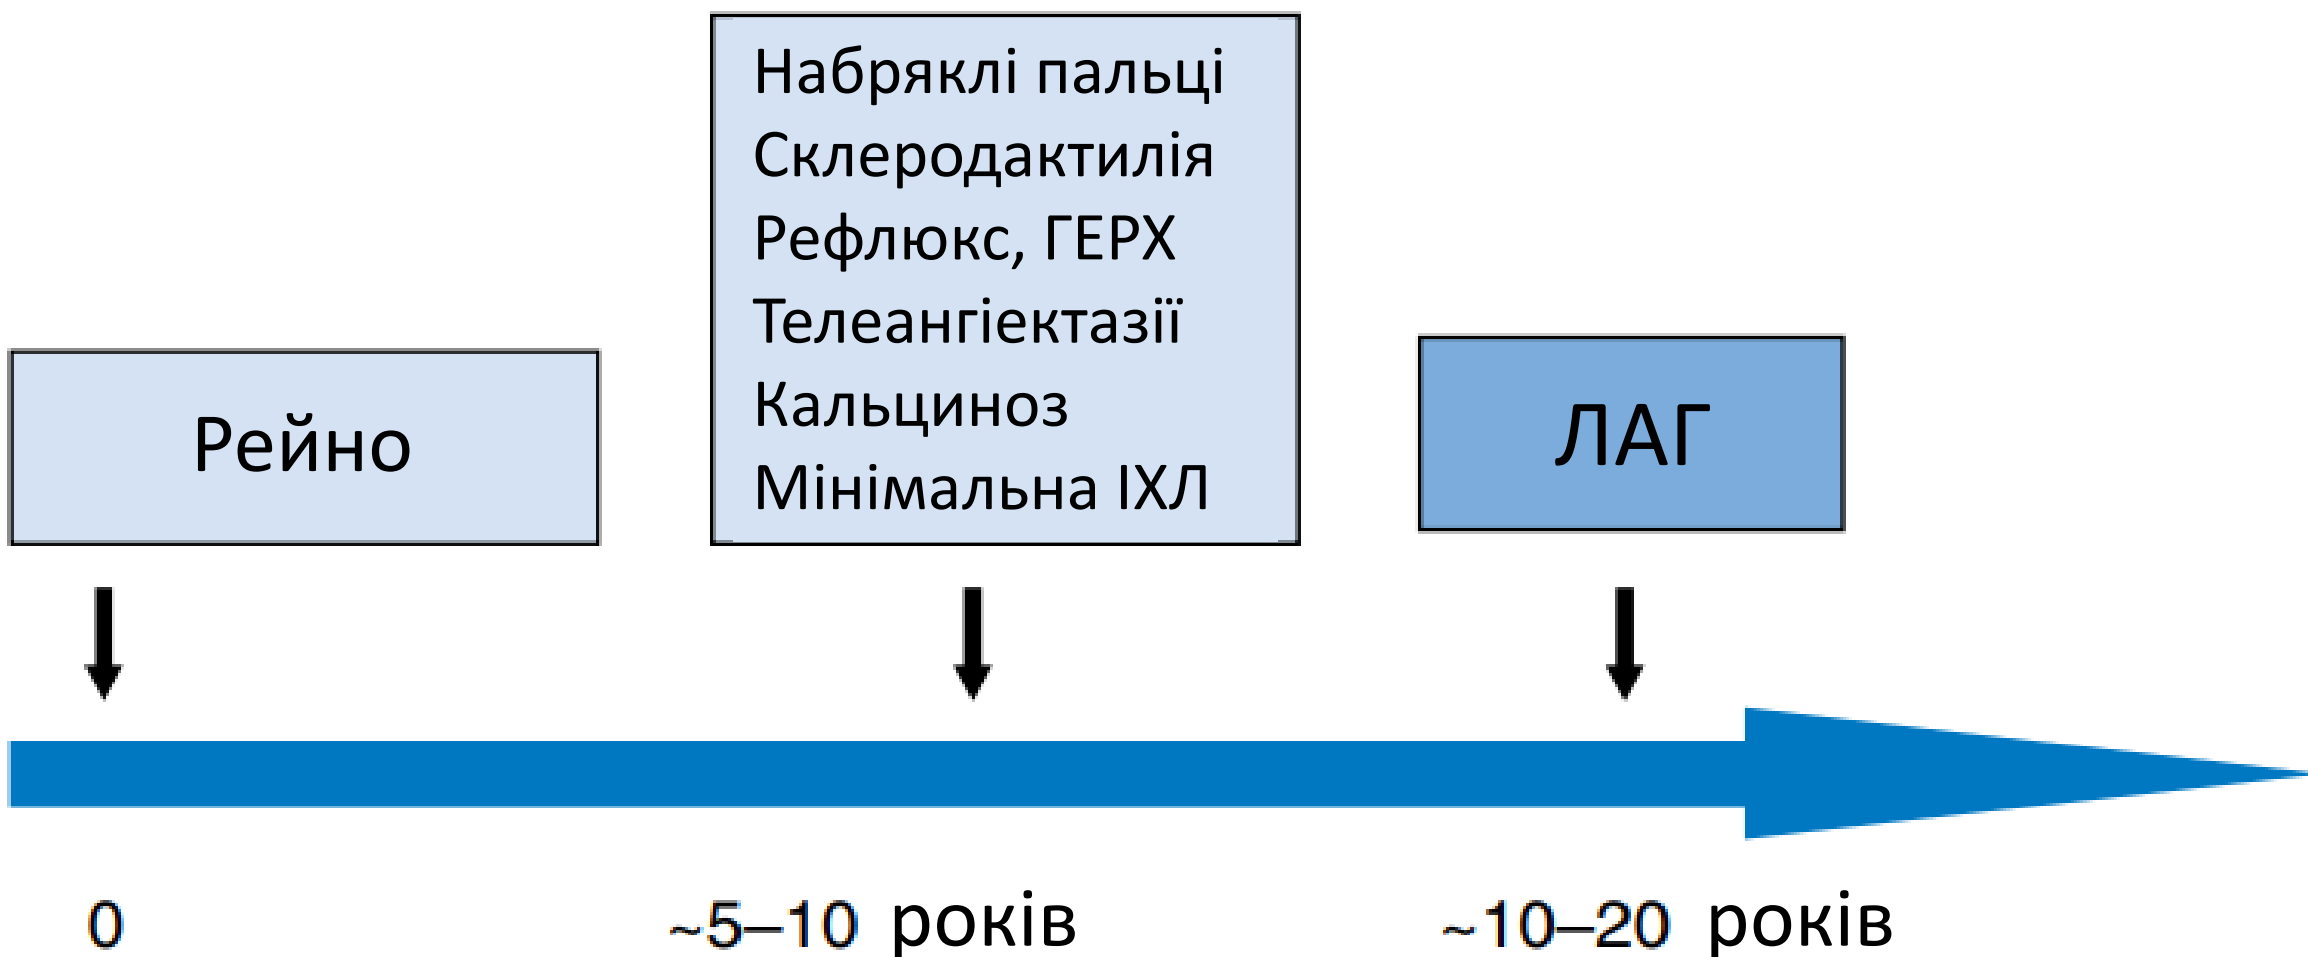 Рейно
Набряклі пальці
Склеродактилія
Рефлюкс, ГЕРХ
Телеангіектазії
Кальциноз
Мінімальна ІХЛ
ЛАГ
0
~5–10 років
~10–20 років